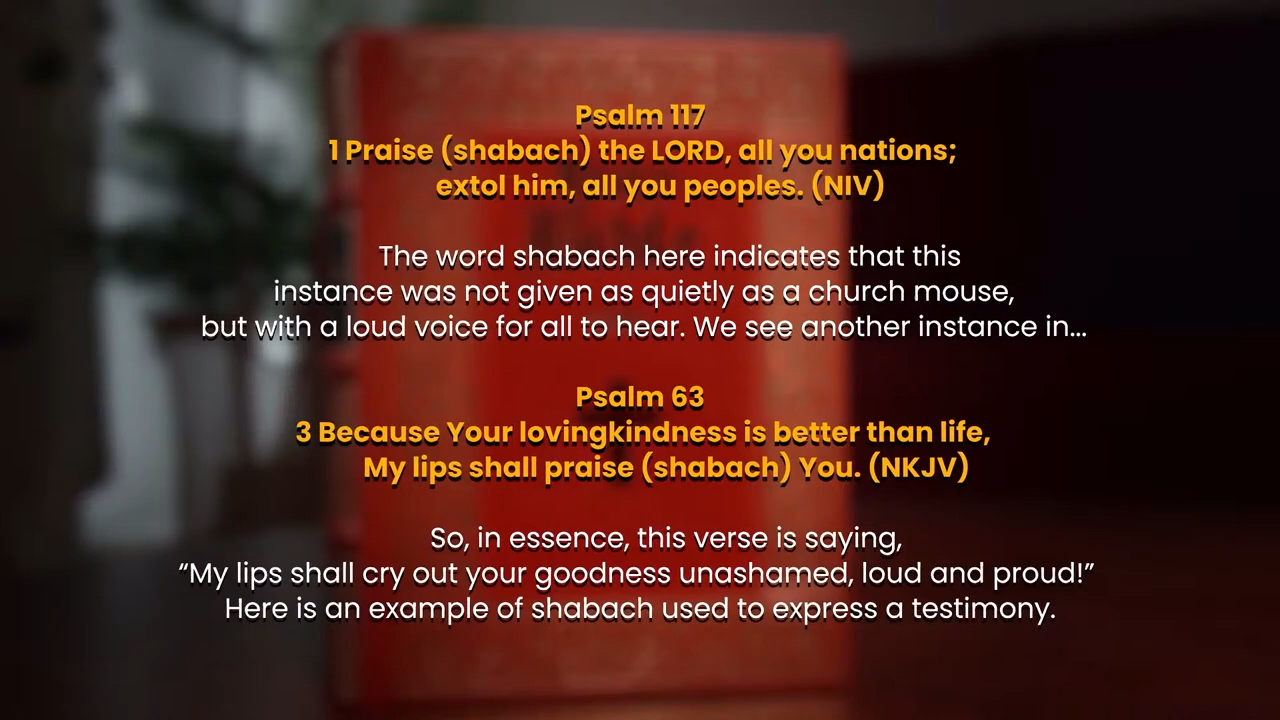 Psalm 117
1 Praise (shabach) the LORD, all you nations;
extol him, all you peoples. (NIV)
The word shabach here indicates that this
instance was not given as quietly as a church mouse,
but with a loud voice for all to hear. We see another instance in...
Psalm 63
3 Because Your lovingkindness is better than life,
My lips shall praise (shabach) You. (NKJV)
So, in essence, this verse is saying,
“My lips shall cry out your goodness unashamed, loud and proud!”
Here is an example of shabach used to express a testimony.